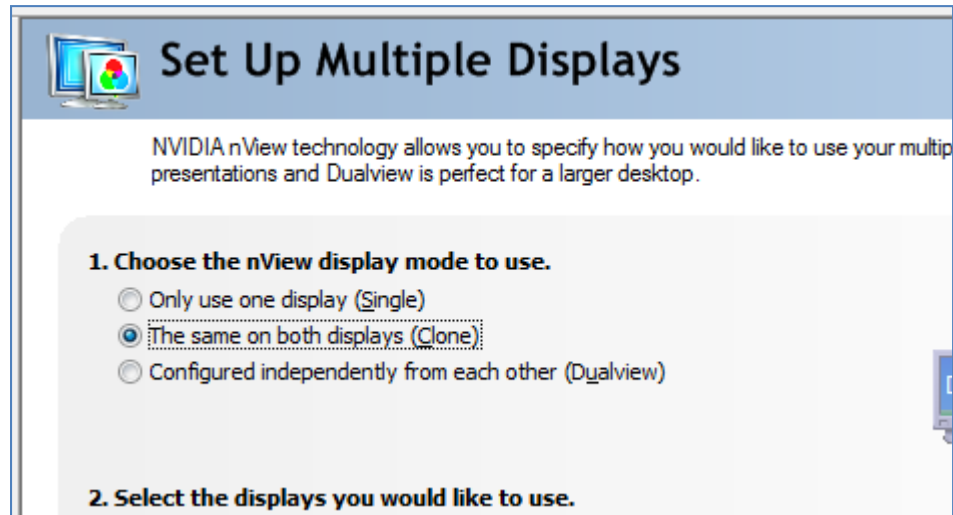 Set Up Multiple Displays
NVIDIA nView technology allows you to specify how you would like to use your
presentations and Dualview is perfect for a larger desktop.
1. Choose the nView display mode to use.
Only use one display (Single)
The same on both displays (Clone)
Configured independently from each other (Dualview)
2. Select the displays you would like to use.